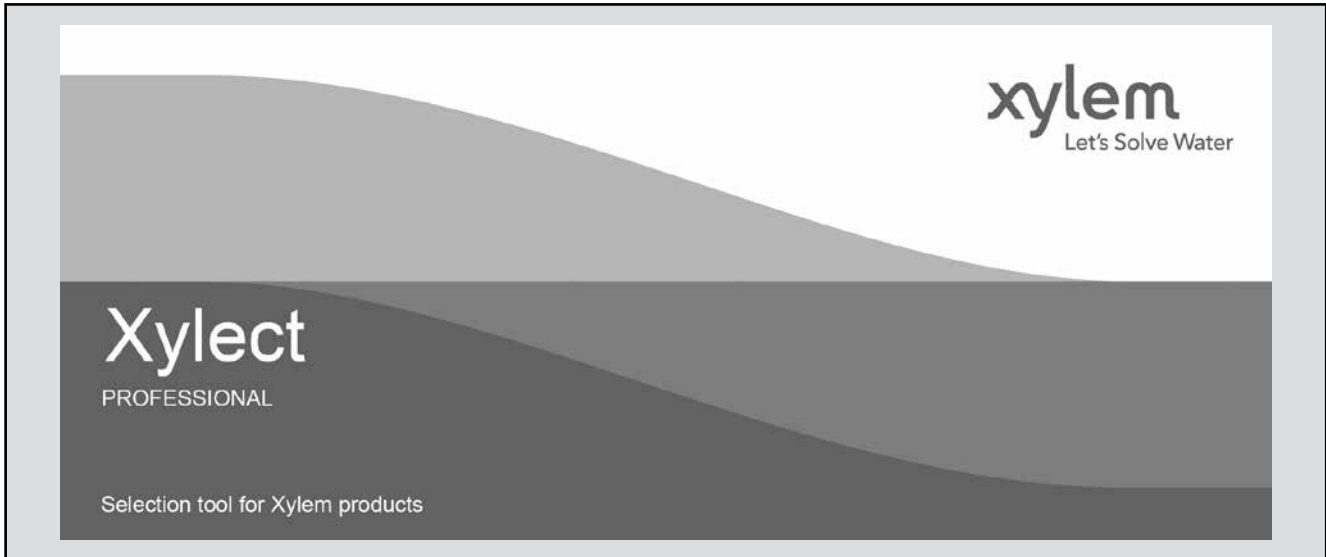 xylem
Let's Solve Water
Xylect
PROFESSIONAL
Selection tool for Xylem products